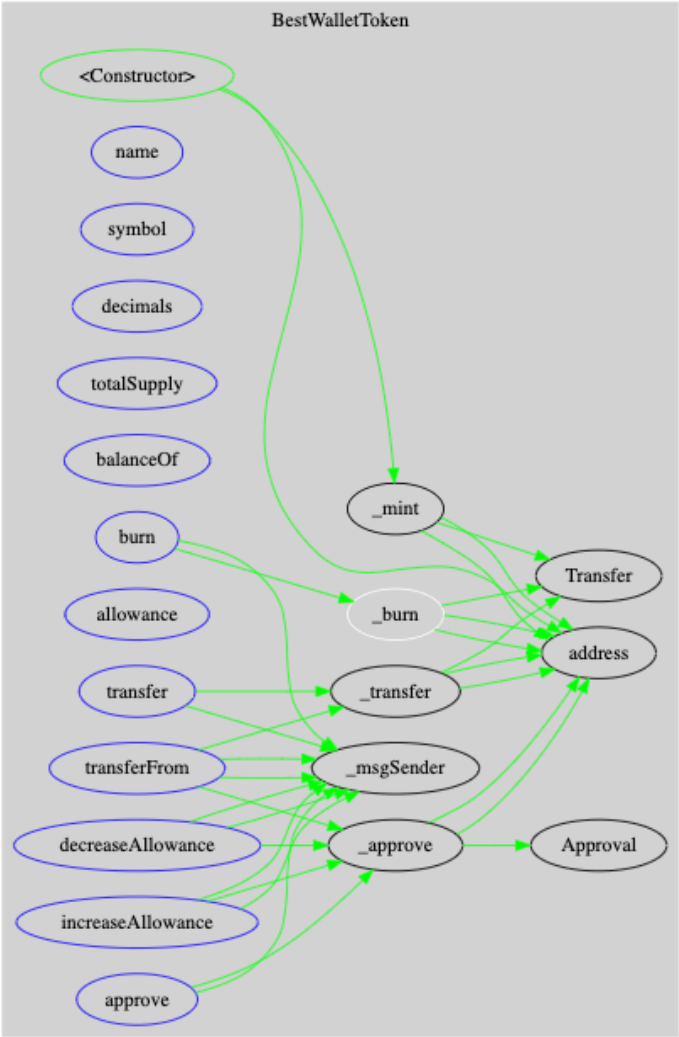 BestWalletToken
<Constructor>
name
symbol
decimals
totalSupply
balanceOf
_mint
burn
Transfer
allowance
_burn
address
transfer
_transfer
transferFrom
_msgSender
decreaseAllowance
_approve
Approval
increaseAllowance
approve